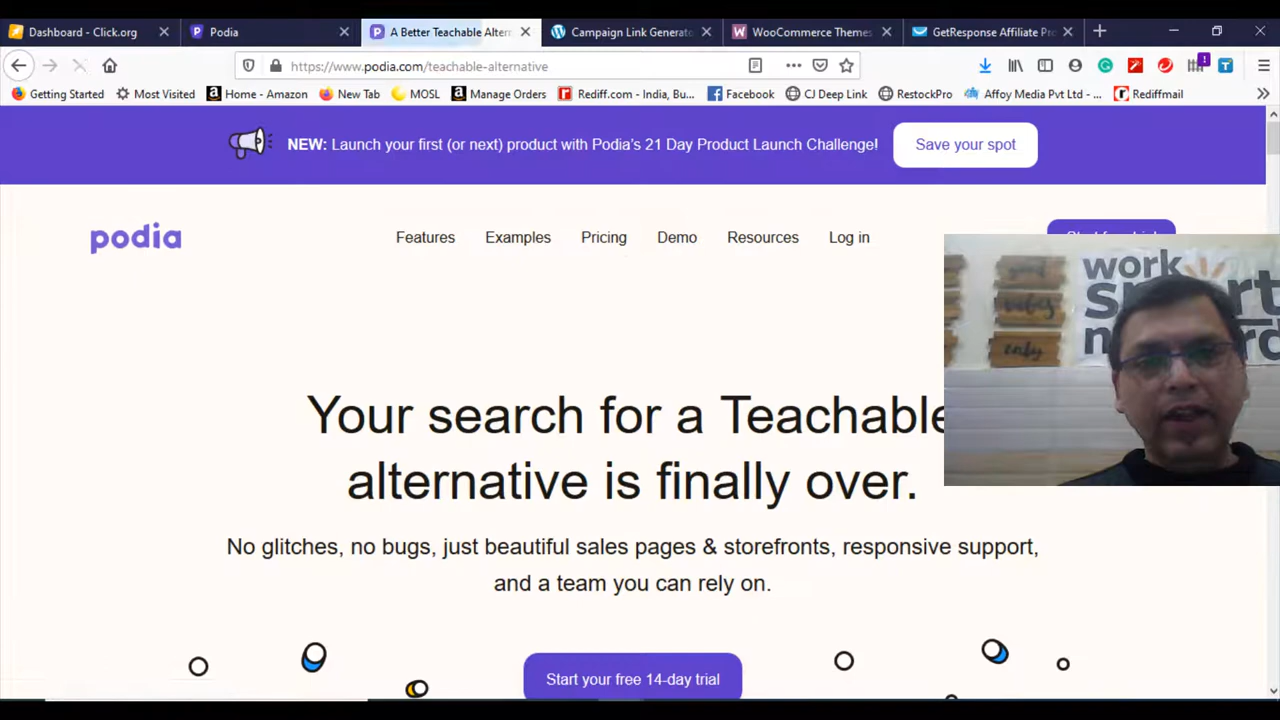 Dashboard - Click.org
Podia
A Better Teachable Altern
Campaign Link Generato
WooCommerce Themes
GetResponse Affiliate Pro
https://www.podia.com/teachable-alternative
1
Getting Started
Most Visited
Home - Amazon
New Tab
MOSL
Manage Orders
Rediff.com - India, Bu...
Facebook
CJ Deep Link
RestockPro
Affoy Media Pvt Ltd - ...
Rediffmail
NEW: Launch your first (or next) product with Podia's 21 Day Product Launch Challenge!
Save your spot
podia
Features
Examples
Pricing
Demo
Resources
Log in
work
good
vibes
only
Your search for a Teachable
alternative is finally over.
No glitches, no bugs, just beautiful sales pages & storefronts, responsive support,
and a team you can rely on.
Start your free 14-day trial